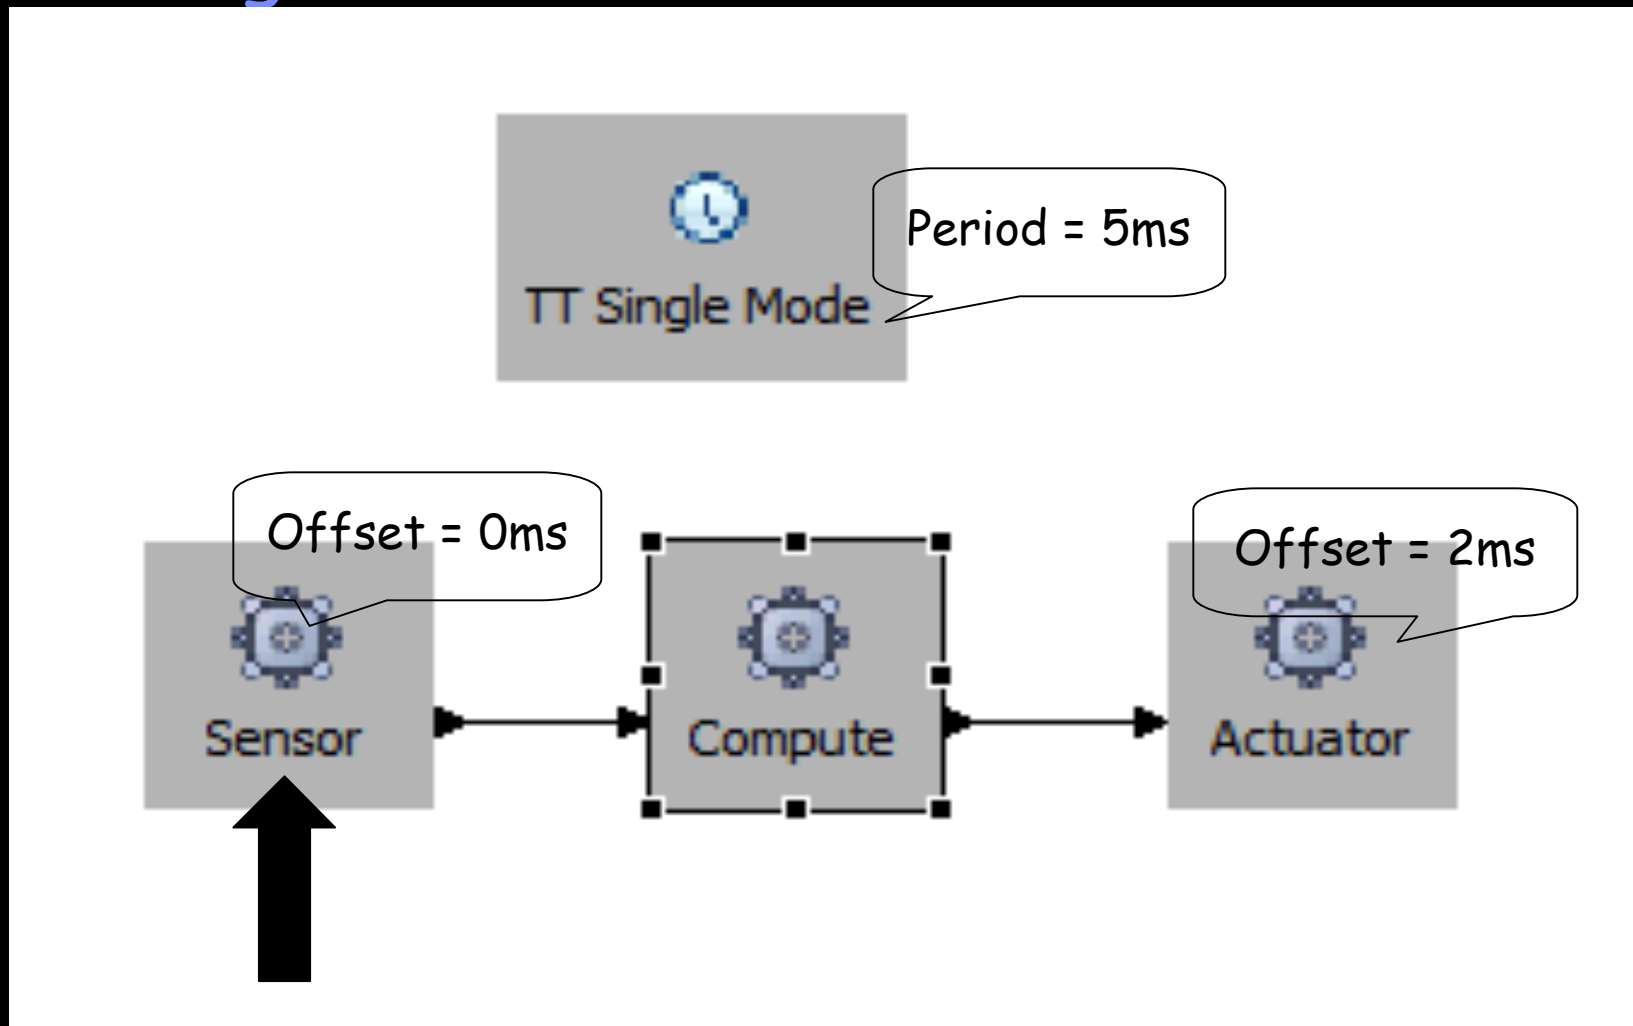 Period = 5ms
TT Single Mode
Offset = 0ms
Offset = 2ms
Sensor
Compute
Actuator